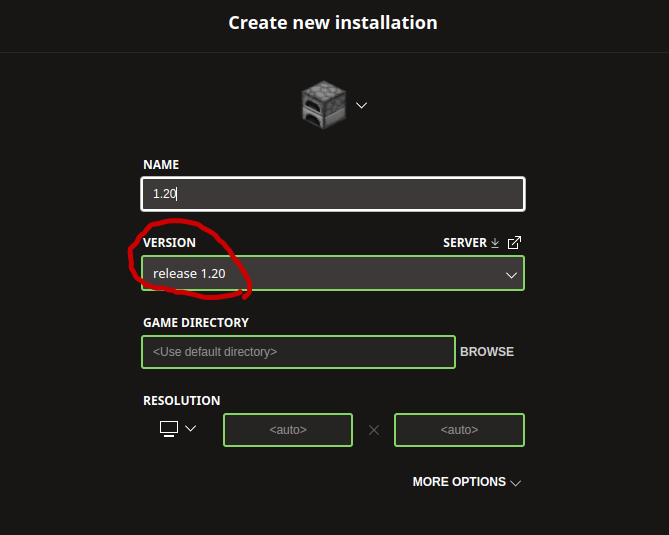 Create new installation
NAME
1.20
VERSION
SERVER
release 1.20
GAME DIRECTORY
<Use default directory>
BROWSE
RESOLUTION
<auto>
<auto>
MORE OPTIONS